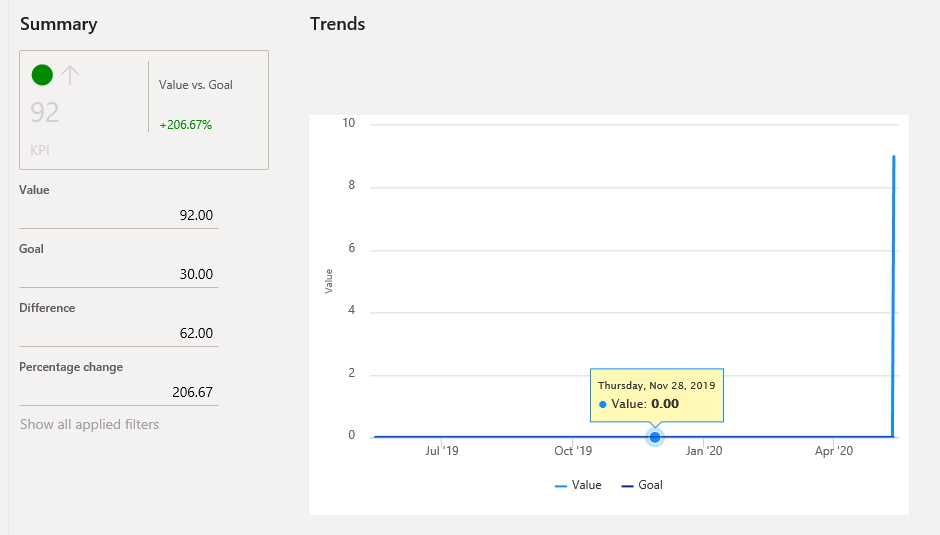 Summary
92
KPI
Value vs. Goal
+206.67%
Value
92.00
Goal
30.00
Difference
62.00
Percentage change
206.67
Show all applied filters
Trends
Value
10
8
6
4
2
0
Thursday, Nov 28, 2019
Value: 0.00
Jul '19
Oct '19
Jan '20
Apr '20
Value
Goal